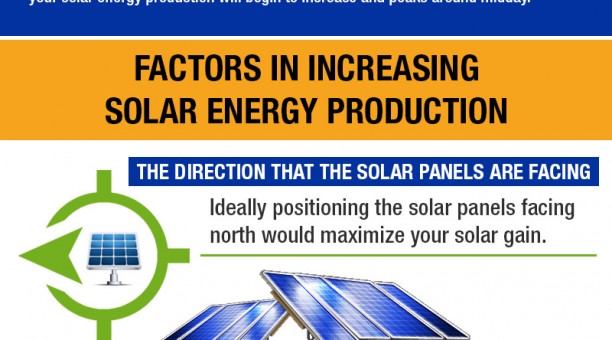 your solar energy production will begin to increase and peaks around midday.
FACTORS IN INCREASING
SOLAR ENERGY PRODUCTION
THE DIRECTION THAT THE SOLAR PANELS ARE FACING
Ideally positioning the solar panels facing
north would maximize your solar gain.